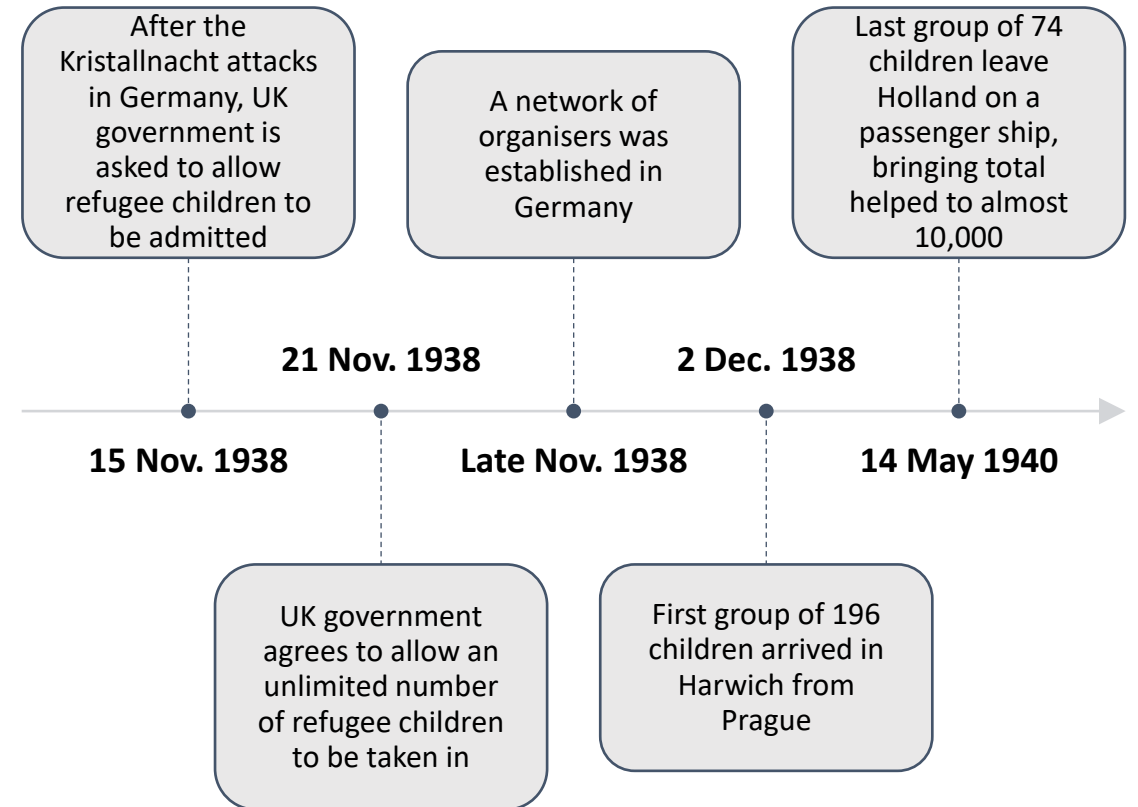 After the
Kristallnacht attacks
in Germany, UK
government is
asked to allow
refugee children to
be admitted
A network of
organisers was
established in
Germany
Last group of 74
children leave
Holland on a
passenger ship,
bringing total
helped to almost
10,000
21 Nov. 1938
2 Dec. 1938
15 Nov. 1938
Late Nov. 1938
14 May 1940
UK government
agrees to allow an
unlimited number
of refugee children
to be taken in
First group of 196
children arrived in
Harwich from
Prague